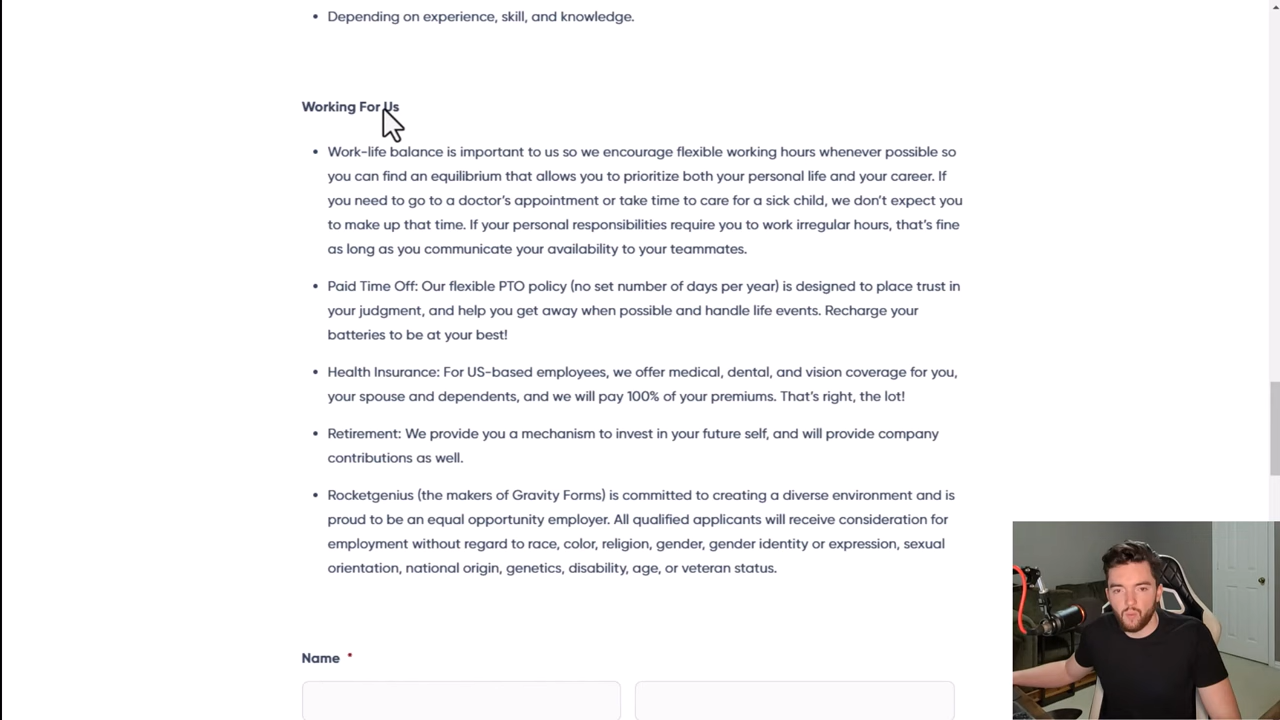 Depending on experience, skill, and knowledge.
Working For Us
Work-life balance is important to us so we encourage flexible working hours whenever possible so
you can find an equilibrium that allows you to prioritize both your personal life and your career. If
you need to go to a doctor's appointment or take time to care for a sick child, we don't expect you
to make up that time. If your personal responsibilities require you to work irregular hours, that's fine
as long as you communicate your availability to your teammates.
Paid Time Off: Our flexible PTO policy (no set number of days per year) is designed to place trust in
your judgment, and help you get away when possible and handle life events. Recharge your
batteries to be at your best!
Health Insurance: For US-based employees, we offer medical, dental, and vision coverage for you,
your spouse and dependents, and we will pay 100% of your premiums. That's right, the lot!
Retirement: We provide you a mechanism to invest in your future self, and will provide company
contributions as well.
Rocketgenius (the makers of Gravity Forms) is committed to creating a diverse environment and is
proud to be an equal opportunity employer. All qualified applicants will receive consideration for
employment without regard to race, color, religion, gender, gender identity or expression, sexual
orientation, national origin, genetics, disability, age, or veteran status.
Name *